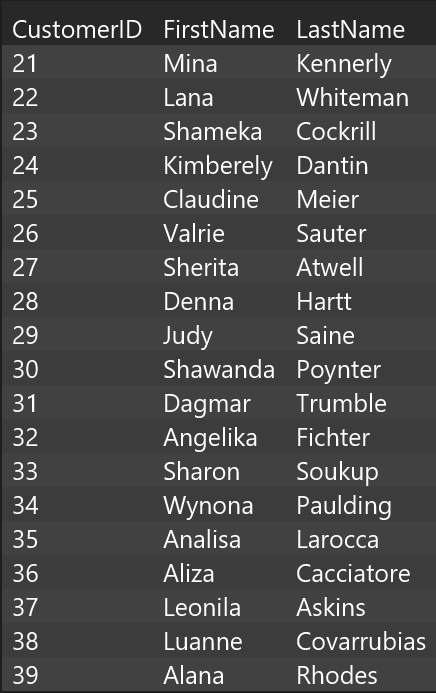 CustomerID FirstName LastName
21 Mina Kennerly
22 Lana Whiteman
23 Shameka Cockrill
24 Kimberely Dantin
25 Claudine Meier
26 Valrie Sauter
27 Sherita Atwell
28 Denna Hartt
29 Judy Saine
30 Shawanda Poynter
31 Dagmar Trumble
32 Angelika Fichter
33 Sharon Soukup
34 Wynona Paulding
35 Analisa Larocca
36 Aliza Cacciatore
37 Leonila Askins
38 Luanne Covarrubias
39 Alana Rhodes